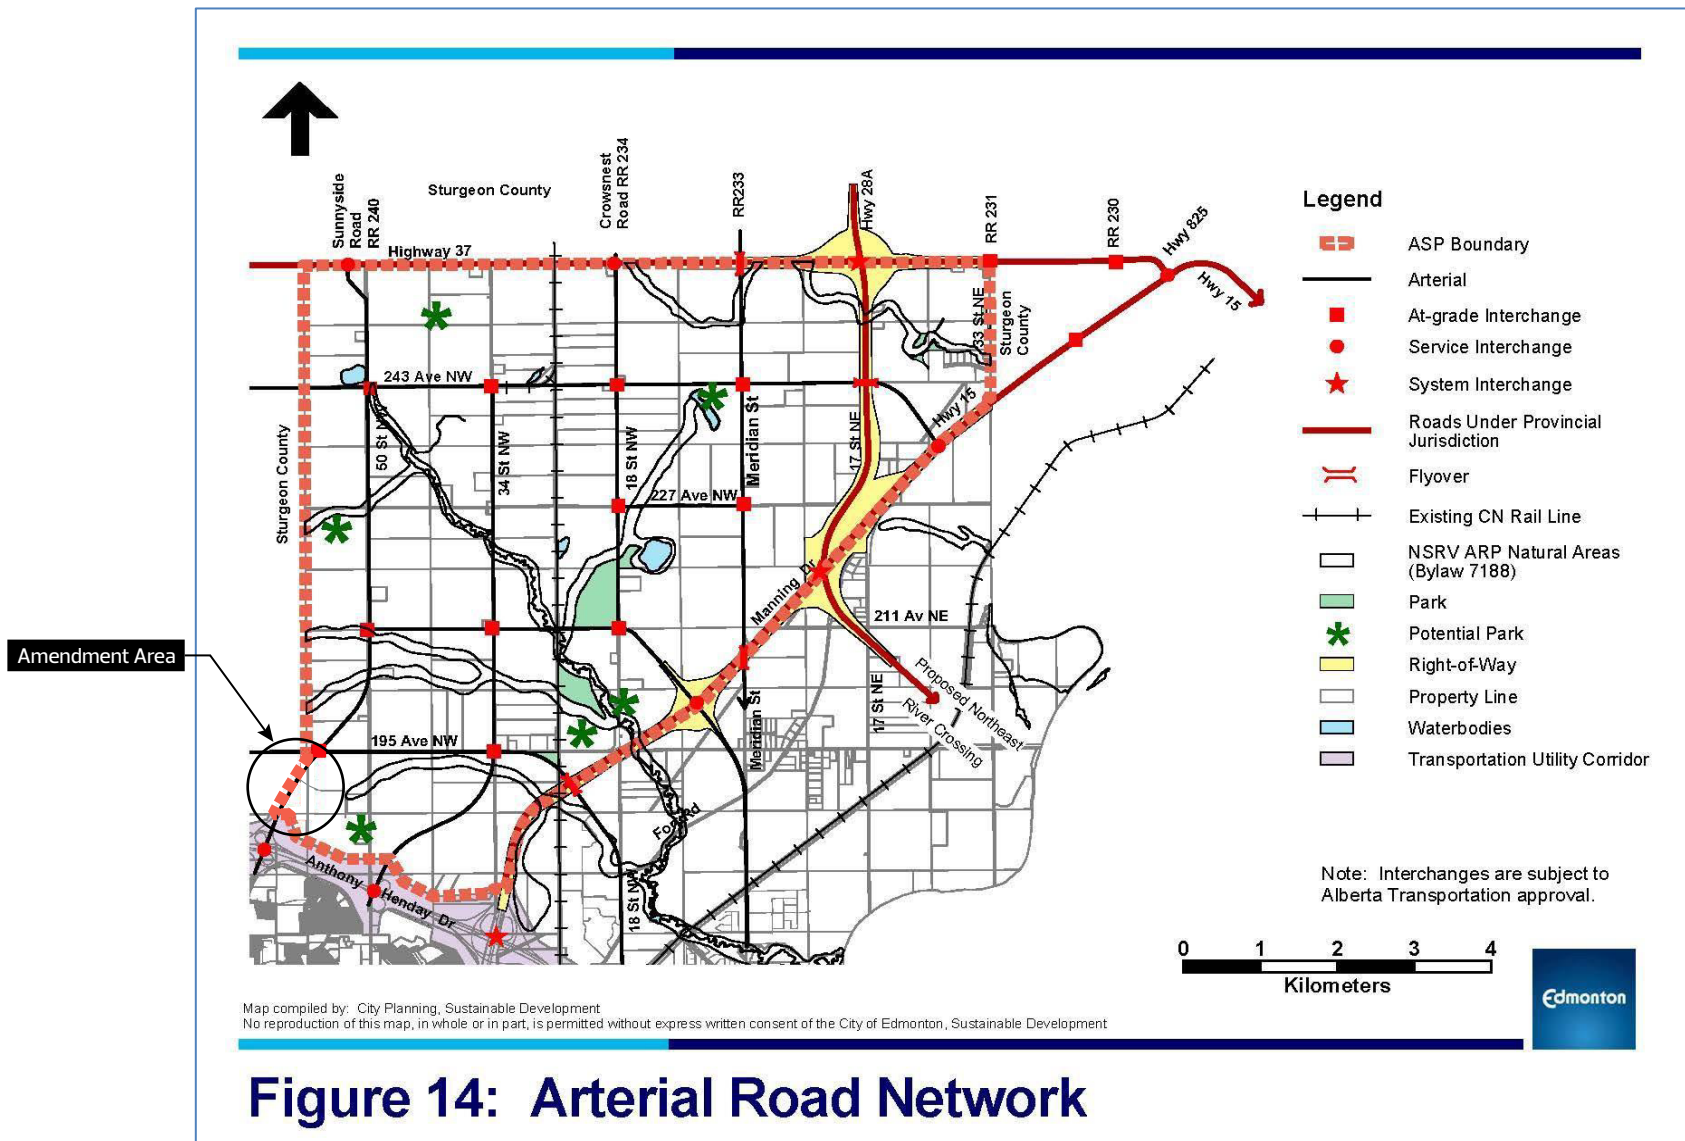 Sunnyside
Road
RR 240
Sturgeon County
Crowsnest
Road RR 234
RR233
Hwy 28A
RR 231
RR 230
Hwy 825
Hwy 15
Highway 37
33 St NE
Sturgeon
County
243 Ave NW
Hwy 15
Sturgeon County
50 St NW
34 St NW
18 St NW
Meridian St
17 St NE
227 Ave NW
Manning Dr
211 Av NE
Proposed Northeast
River Crossing
17 St NE
Meridian St
195 Ave NW
Fort Rd
18 St NW
Anthony Henday Dr
Amendment Area
Legend
ASP Boundary
Arterial
At-grade Interchange
Service Interchange
System Interchange
Roads Under Provincial
Jurisdiction
Flyover
Existing CN Rail Line
NSRV ARP Natural Areas
(Bylaw 7188)
Park
Potential Park
Right-of-Way
Property Line
Waterbodies
Transportation Utility Corridor
Note: Interchanges are subject to
Alberta Transportation approval.
0 1 2 3 4
Kilometers
Edmonton
Map compiled by: City Planning, Sustainable Development
No reproduction of this map, in whole or in part, is permitted without express written consent of the City of Edmonton, Sustainable Development
Figure 14: Arterial Road Network